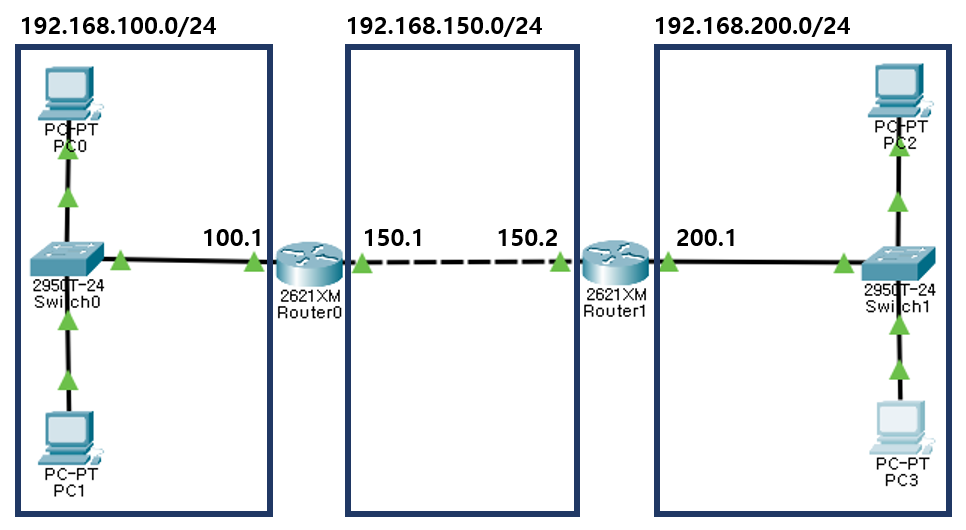 192.168.100.0/24
192.168.150.0/24
192.168.200.0/24
PC-PT
PC0
PC-PT
PC2
100.1
150.1
150.2
200.1
2950T-24
Switch0
2621XM
Router0
2621XM
Router1
2950T-24
Switch1
PC-PT
PC1
PC-PT
PC3